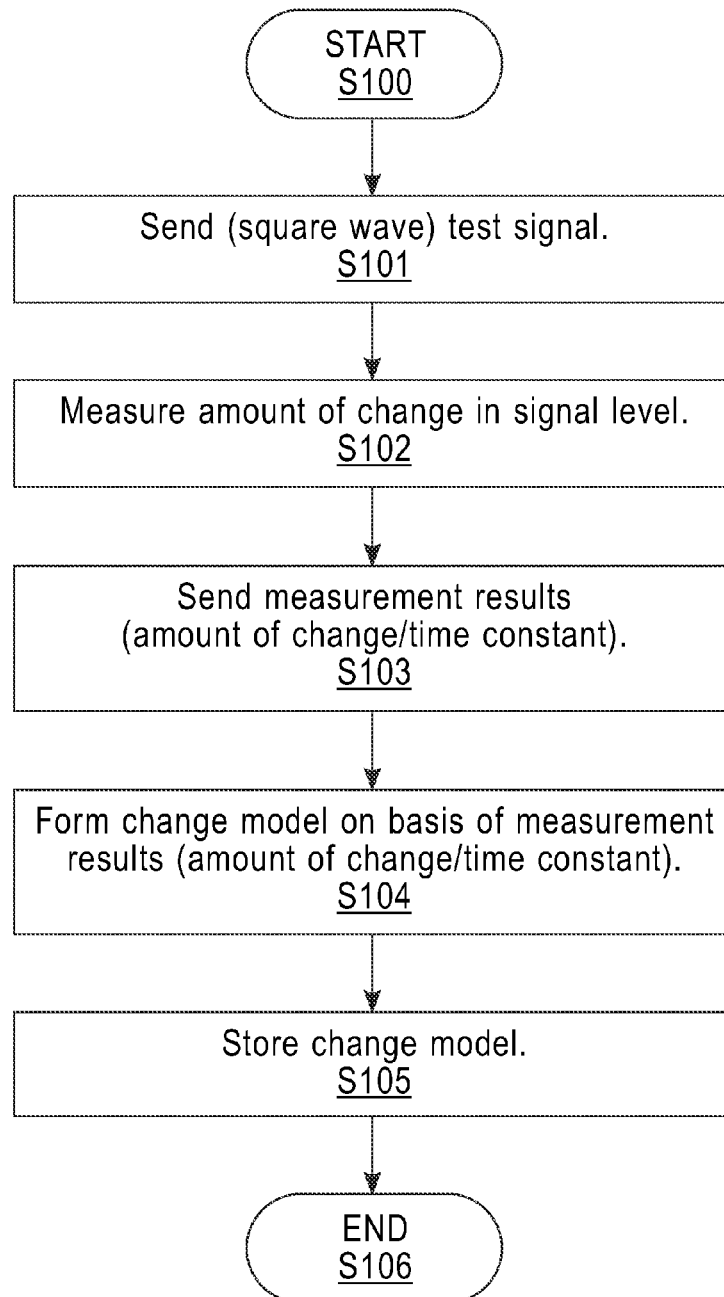 START
S100
Send (square wave) test signal.
S101
Measure amount of change in signal level.
S102
Send measurement results
(amount of change/time constant).
S103
Form change model on basis of measurement
results (amount of change/time constant).
S104
Store change model.
S105
END
S106